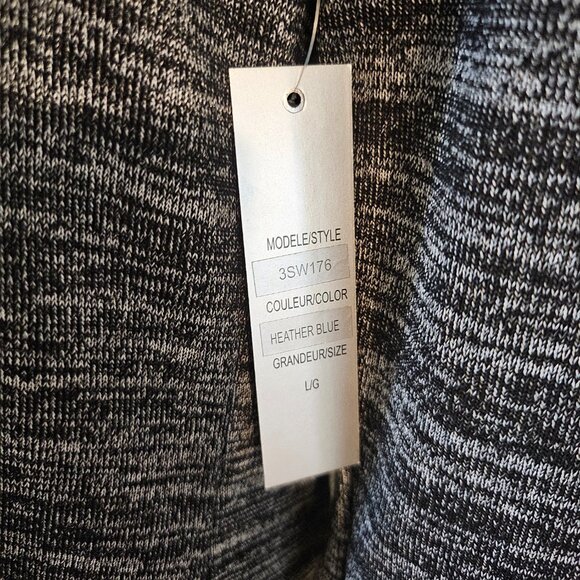 MODELE/STYLE
3SW176
COULEUR/COLOR
HEATHER BLUE
GRANDEUR/SIZE
L/G